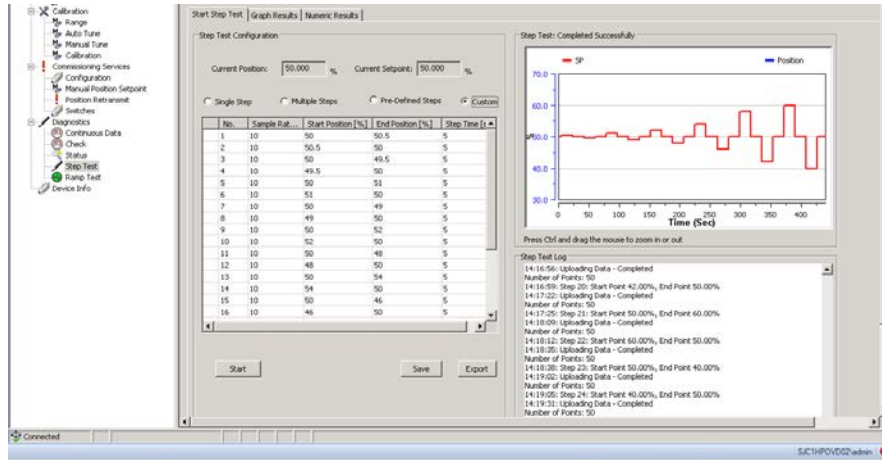 Calibration
Range
Auto Tune
Manual Tune
Calibration
Commissioning Services
Configuration
Manual Position Setpoint
Position Retransmit
Switches
Diagnostics
Continuous Data
Check
Status
Step Test
Ramp Test
Device Info
Start Step Test Graph Results Numeric Results
Step Test Configuration
Current Position: 50.000 % Current Setpoint: 50.000 %
Single Step Multiple Steps Pre-Defined Steps Custom
No. Sample Rat... Start Position [%] End Position [%] Step Time [s
1 10 50 50.5 5
2 10 50.5 50 5
3 10 50 49.5 5
4 10 49.5 50 5
5 10 50 51 5
6 10 51 50 5
7 10 50 49 5
8 10 49 50 5
9 10 50 52 5
10 10 52 50 5
11 10 50 48 5
12 10 48 50 5
13 10 50 54 5
14 10 54 50 5
15 10 50 46 5
16 10 46 50 5
Start Save Export
Step Test: Completed Successfully
SP Position
70.0
60.0
50.0
40.0
30.0
0 50 100 150 200 250 300 350 400
Time (Sec)
Press Ctrl and drag the mouse to zoom in or out
Step Test Log
14:16:56: Uploading Data - Completed
Number of Points: 50
14:16:59: Step 20: Start Point 42.00%, End Point 50.00%
14:17:22: Uploading Data - Completed
Number of Points: 50
14:17:25: Step 21: Start Point 50.00%, End Point 60.00%
14:18:09: Uploading Data - Completed
Number of Points: 50
14:18:12: Step 22: Start Point 60.00%, End Point 50.00%
14:18:35: Uploading Data - Completed
Number of Points: 50
14:18:38: Step 23: Start Point 50.00%, End Point 40.00%
14:19:02: Uploading Data - Completed
Number of Points: 50
14:19:05: Step 24: Start Point 40.00%, End Point 50.00%
14:19:31: Uploading Data - Completed
Number of Points: 50
Connected
SJC1HPOVD02\admin